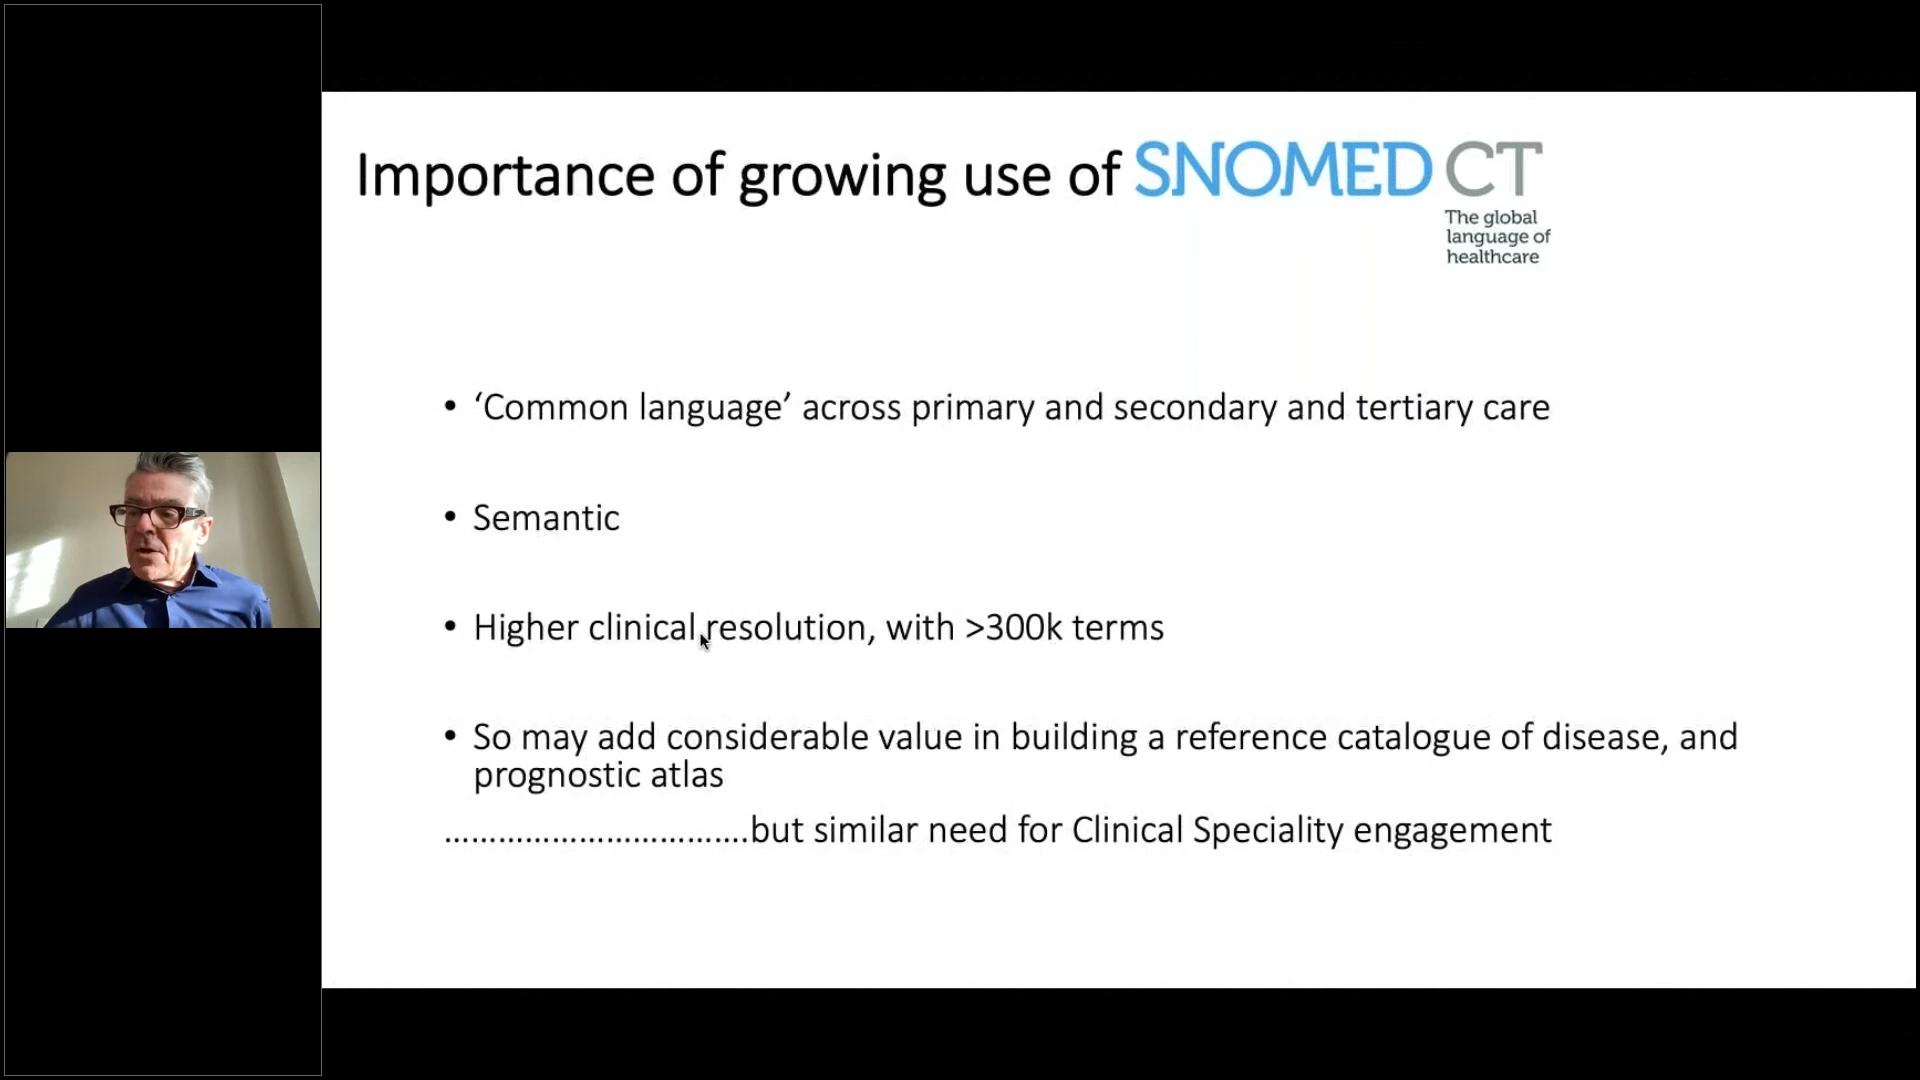 Importance of growing use of SNOMED CT
The global
language of
healthcare
• ‘Common language’ across primary and secondary and tertiary care
• Semantic
• Higher clinical resolution, with >300k terms
• So may add considerable value in building a reference catalogue of disease, and
prognostic atlas
…………………………….but similar need for Clinical Speciality engagement